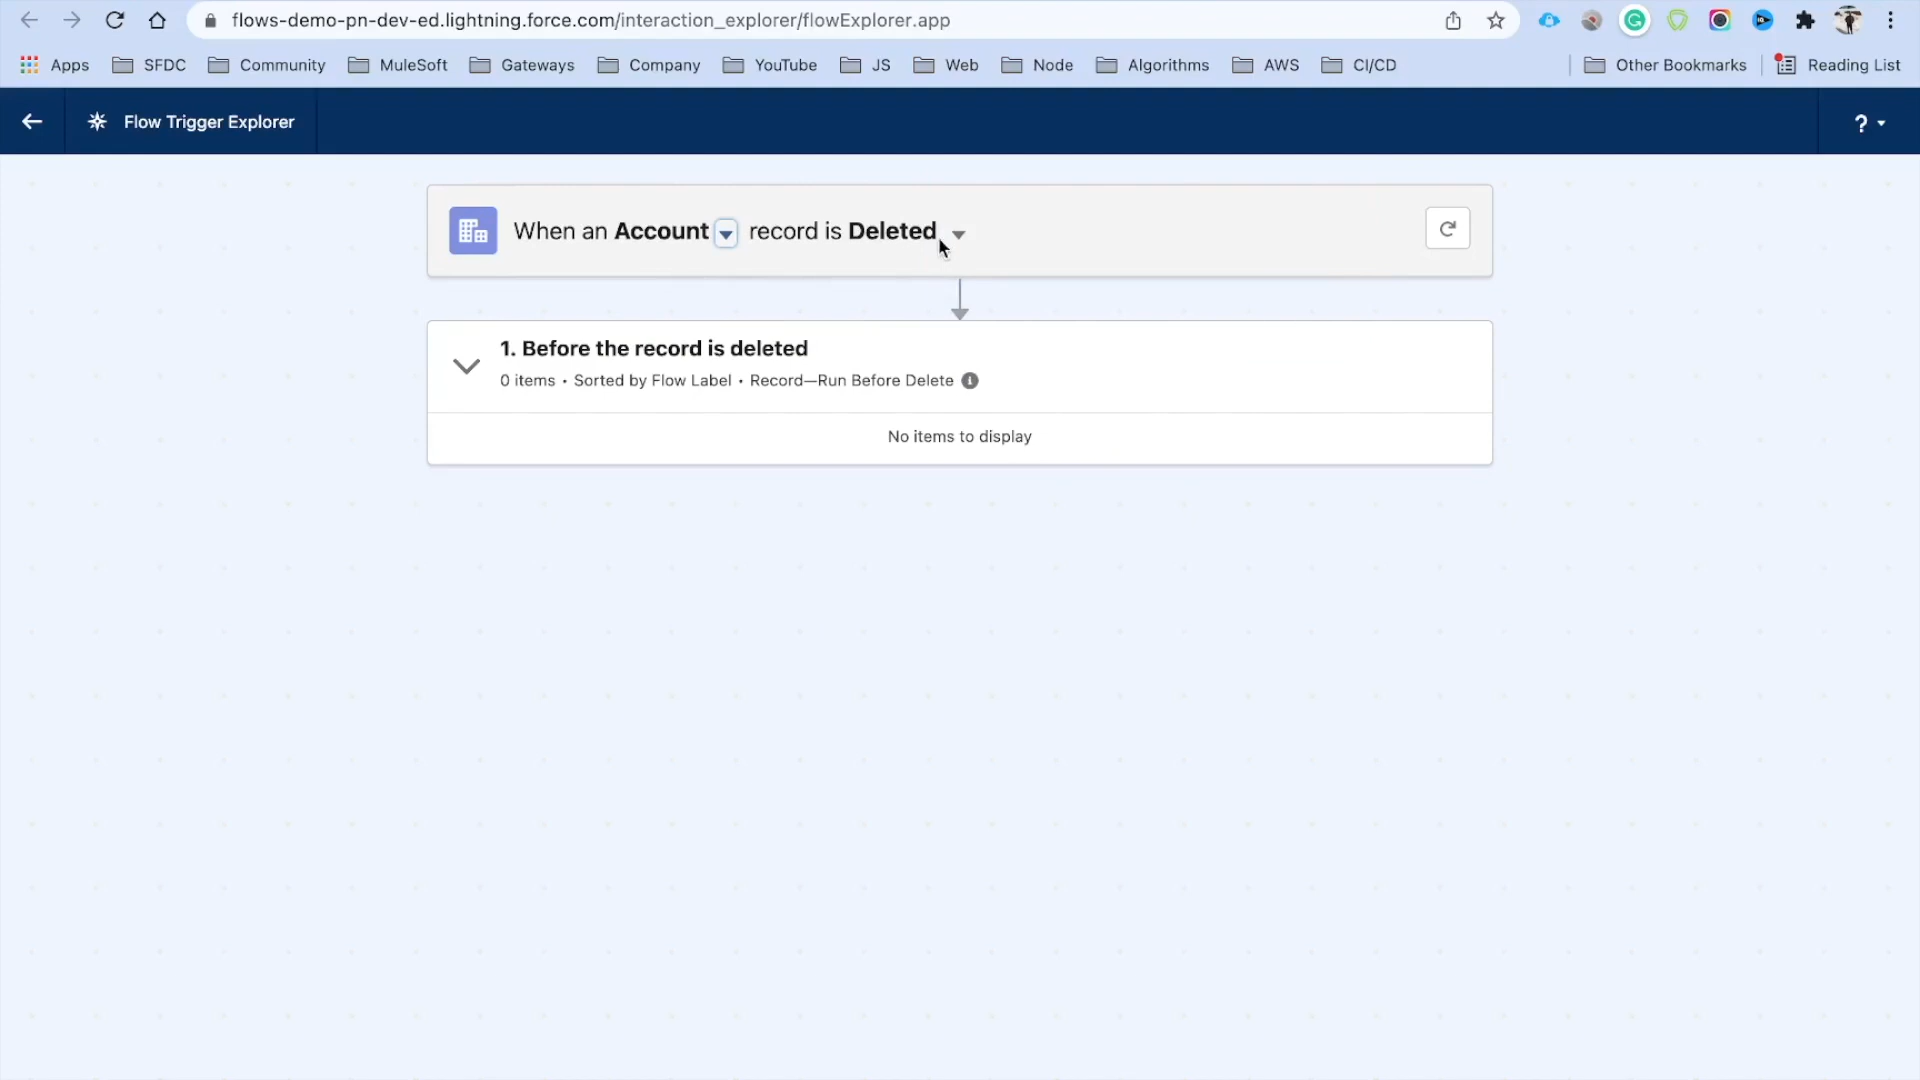 flows-demo-pn-dev-ed.lightning.force.com/interaction_explorer/flowExplorer.app
Apps SFDC Community MuleSoft Gateways Company YouTube JS Web Node Algorithms AWS CI/CD Other Bookmarks Reading List
Flow Trigger Explorer ?
When an Account record is Deleted
1. Before the record is deleted
0 items • Sorted by Flow Label • Record—Run Before Delete
No items to display